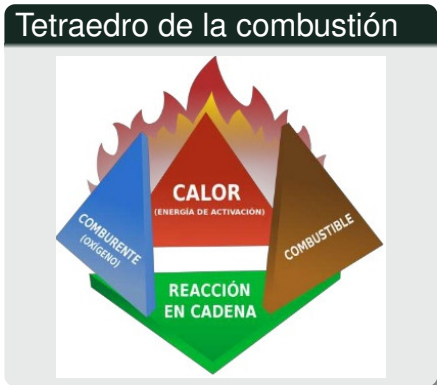 Tetraedro de la combustión
CALOR
(ENERGÍA DE ACTIVACIÓN)
COMBURENTE
(OXÍGENO)
COMBUSTIBLE
REACCIÓN
EN CADENA